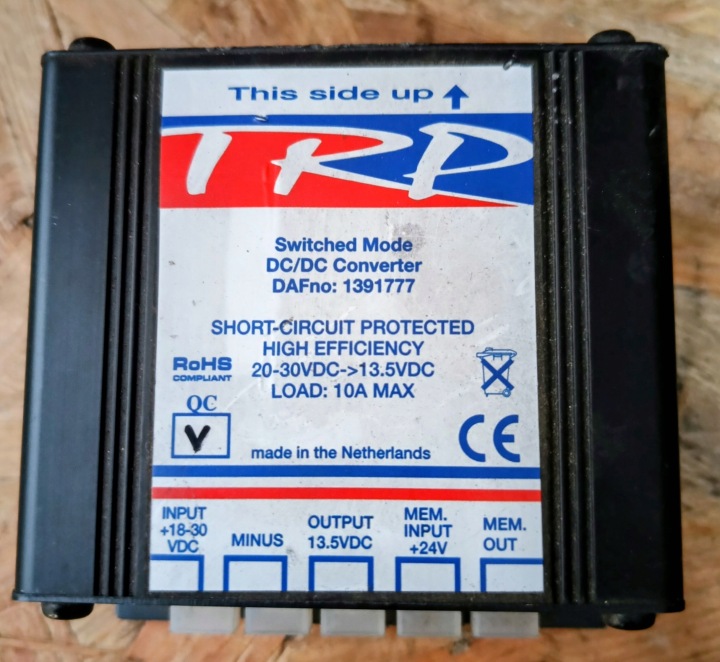 This side up
TRP
Switched Mode
DC/DC Converter
DAFno: 1391777
SHORT-CIRCUIT PROTECTED
HIGH EFFICIENCY
20-30VDC->13.5VDC
LOAD: 10A MAX
RoHS
COMPLIANT
QC
V
made in the Netherlands
CE
INPUT
+18-30
VDC
MINUS
OUTPUT
13.5VDC
MEM.
INPUT
+24V
MEM.
OUT